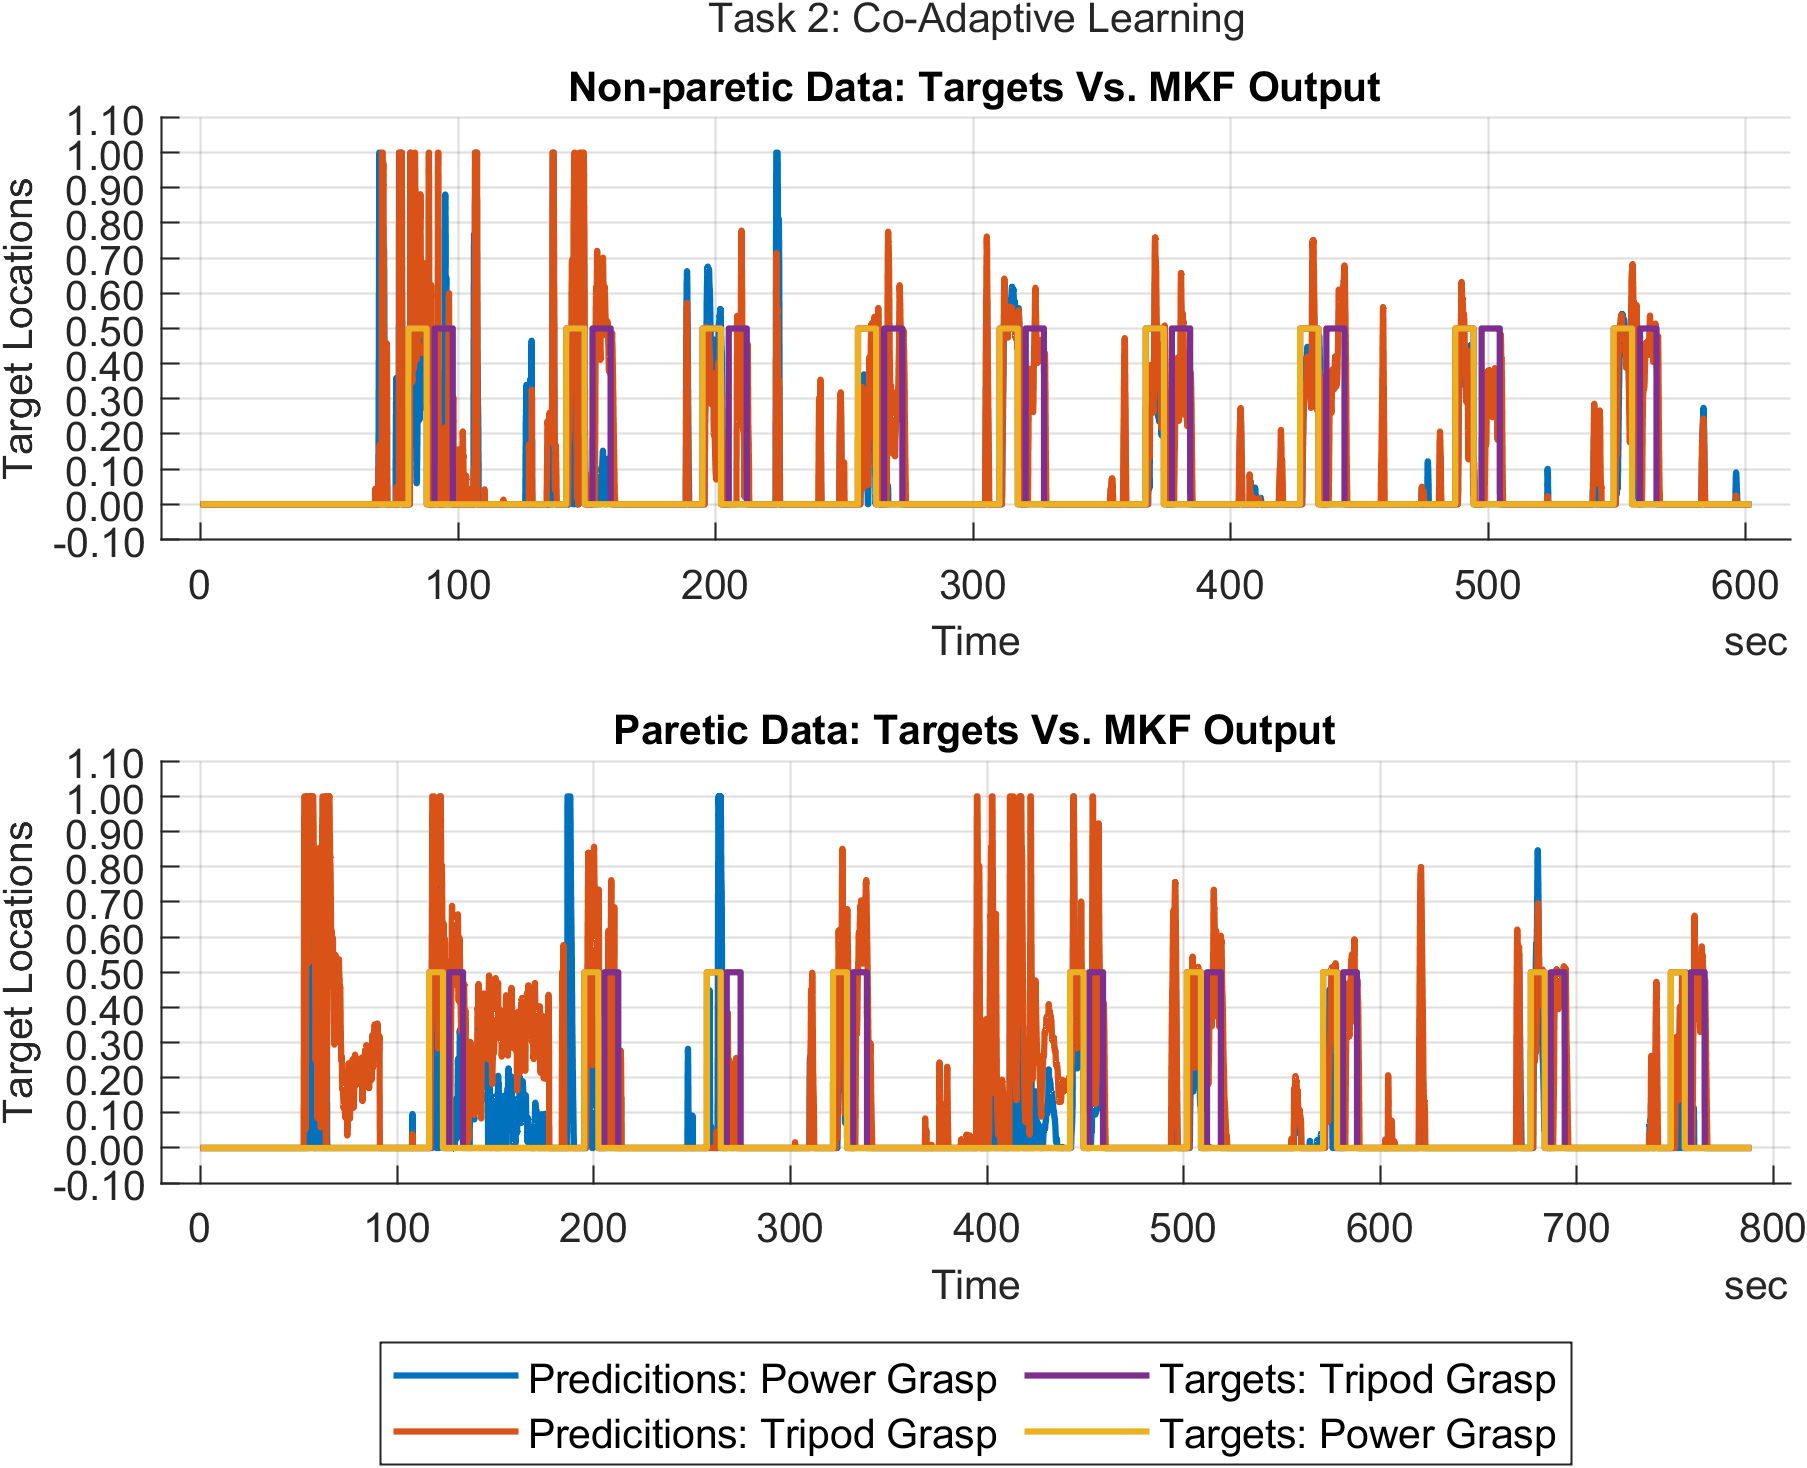 Task 2: Co-Adaptive Learning
Non-paretic Data: Targets Vs. MKF Output
1.10
1.00
0.90
0.80
0.70
0.60
0.50
0.40
0.30
0.20
0.10
0.00
-0.10
Target Locations
0 100 200 300 400 500 600
Time sec
Paretic Data: Targets Vs. MKF Output
1.10
1.00
0.90
0.80
0.70
0.60
0.50
0.40
0.30
0.20
0.10
0.00
-0.10
Target Locations
0 100 200 300 400 500 600 700 800
Time sec
Predicitions: Power Grasp Targets: Tripod Grasp
Predicitions: Tripod Grasp Targets: Power Grasp